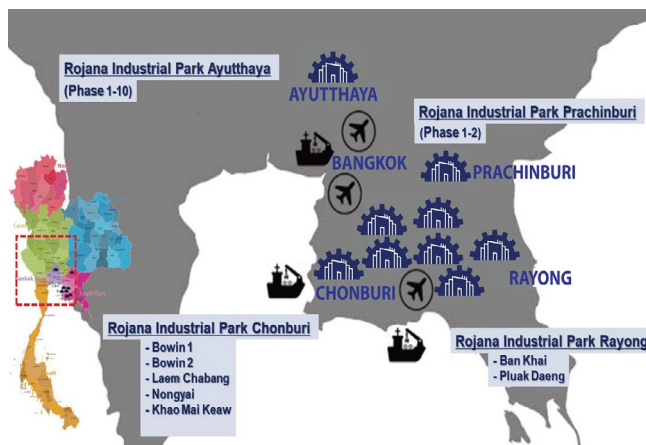 Rojana Industrial Park Ayutthaya
(Phase 1-10)
AYUTTHAYA
Rojana Industrial Park Prachinburi
(Phase 1-2)
BANGKOK
PRACHINBURI
RAYONG
CHONBURI
Rojana Industrial Park Chonburi
- Bowin 1
- Bowin 2
- Laem Chabang
- Nongyai
- Khao Mai Keaw
Rojana Industrial Park Rayong
- Ban Khai
- Pluak Daeng